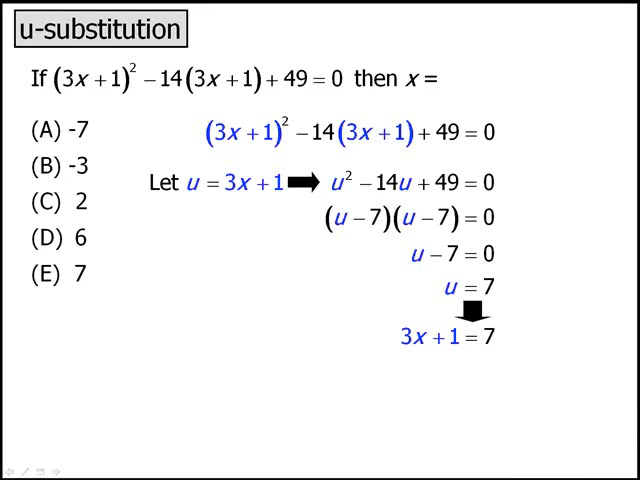 u-substitution
If (3x + 1)² − 14(3x + 1) + 49 = 0 then x =
(A) -7
(B) -3
(C) 2
(D) 6
(E) 7
(3x + 1)² − 14(3x + 1) + 49 = 0
Let u = 3x + 1 ➡ u² − 14u + 49 = 0
(u − 7)(u − 7) = 0
u − 7 = 0
u = 7
3x + 1 = 7